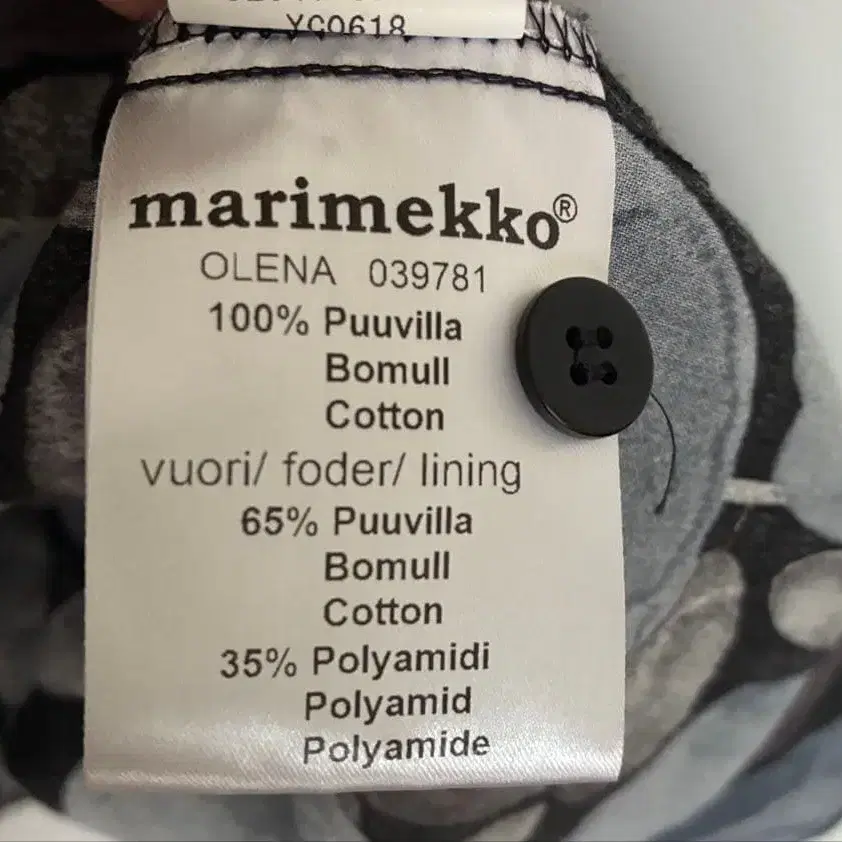 YC0618
marimekko®
OLENA 039781
100% Puuvilla
Bomull
Cotton
vuori/ foder/ lining
65% Puuvilla
Bomull
Cotton
35% Polyamidi
Polyamid
Polyamide